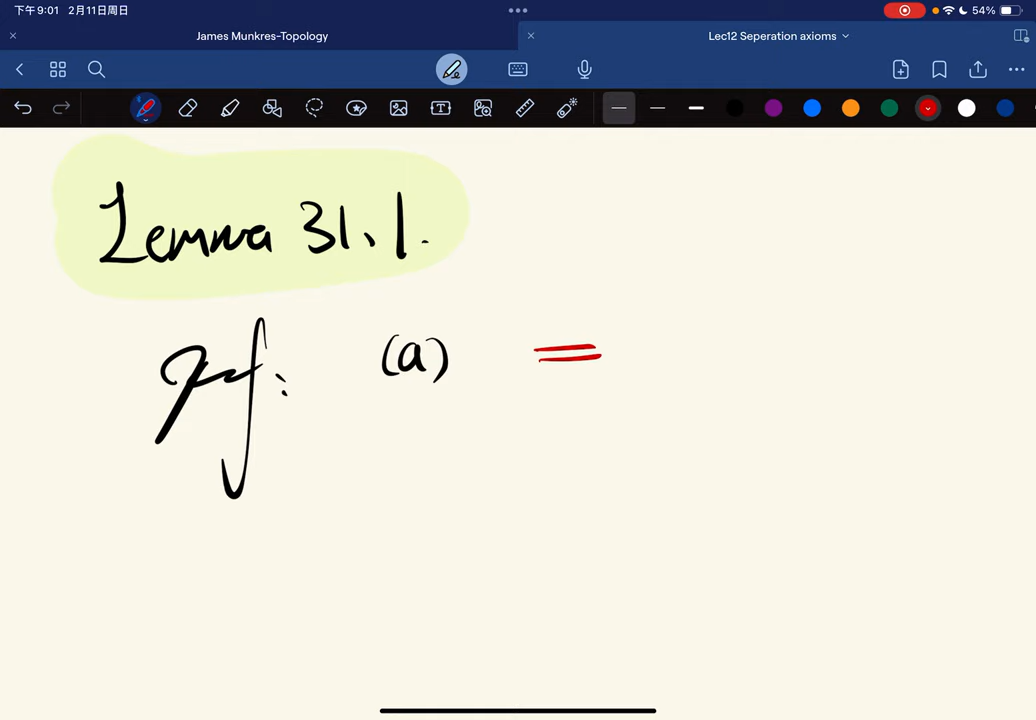 下午9:01 2月11日周日
54%
James Munkres-Topology
Lec12 Seperation axioms
T
Lemma 31.1.
pf: (a) =